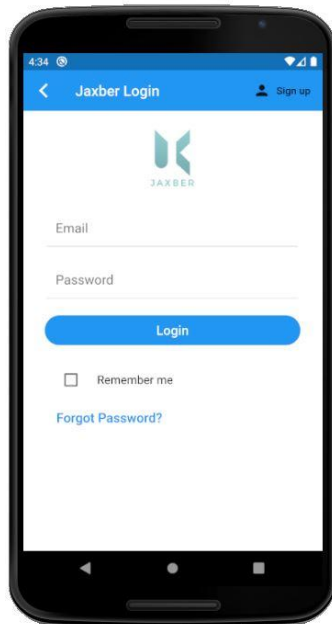 4:34
Jaxber Login
Sign up
JAXBER
Email
Password
Login
Remember me
Forgot Password?